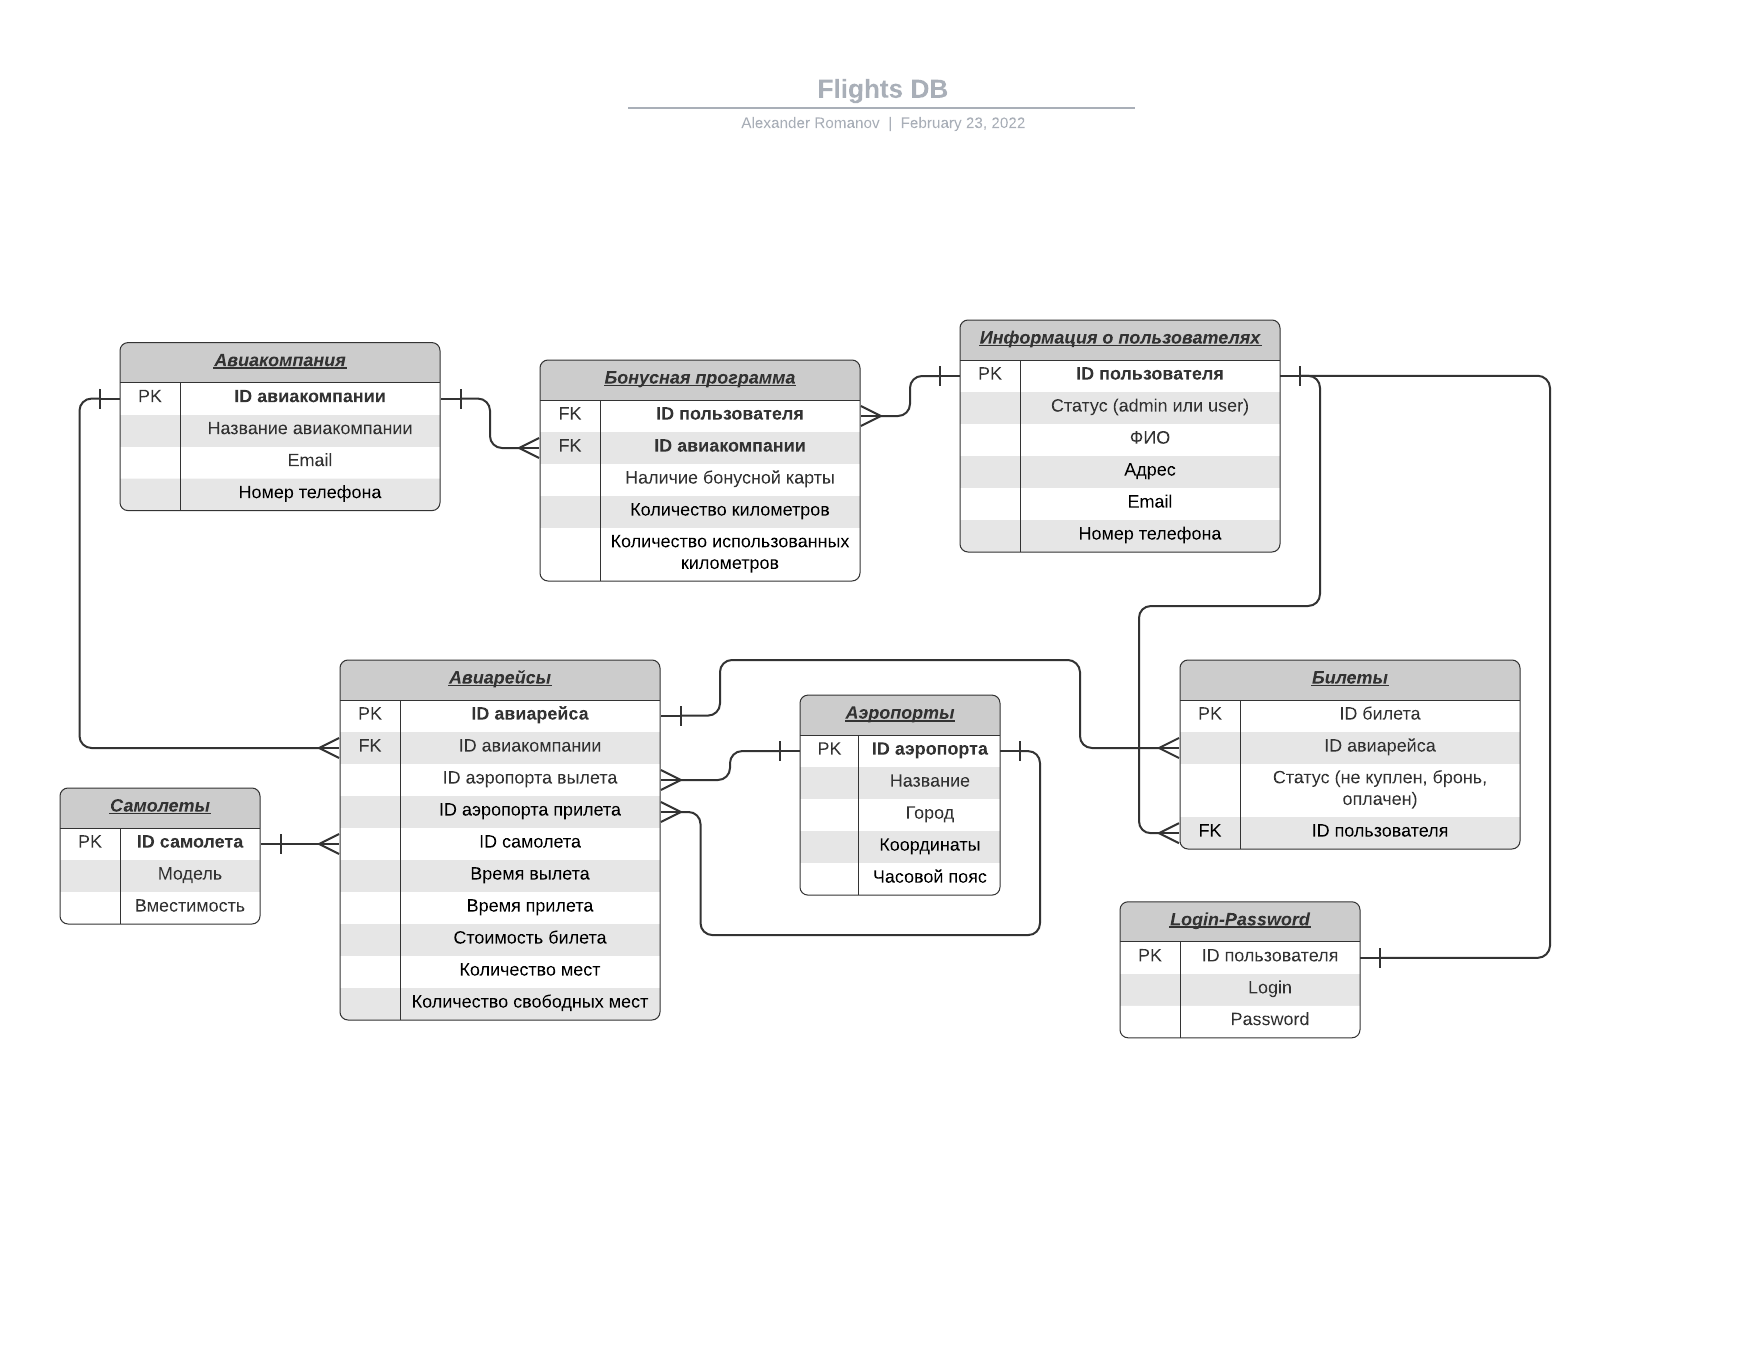 Flights DB
Alexander Romanov | February 23, 2022
Авиакомпания
PK ID авиакомпании
Название авиакомпании
Email
Номер телефона
Бонусная программа
FK ID пользователя
FK ID авиакомпании
Наличие бонусной карты
Количество километров
Количество использованных
километров
Информация о пользователях
PK ID пользователя
Статус (admin или user)
ФИО
Адрес
Email
Номер телефона
Самолеты
PK ID самолета
Модель
Вместимость
Авиарейсы
PK ID авиарейса
FK ID авиакомпании
ID аэропорта вылета
ID аэропорта прилета
ID самолета
Время вылета
Время прилета
Стоимость билета
Количество мест
Количество свободных мест
Аэропорты
PK ID аэропорта
Название
Город
Координаты
Часовой пояс
Билеты
PK ID билета
ID авиарейса
Статус (не куплен, бронь,
оплачен)
FK ID пользователя
Login-Password
PK ID пользователя
Login
Password